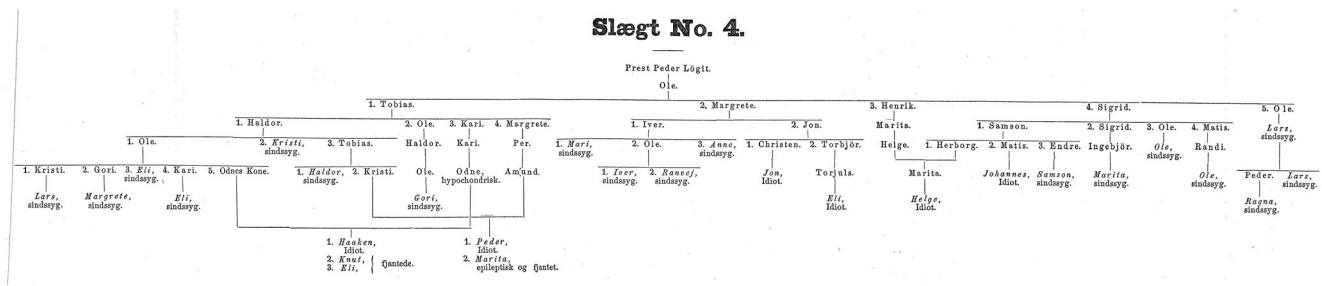 Slægt No. 4.
Prest Peder Lögit.
Ole.
1. Tobias. 2. Margrete. 3. Henrik. 4. Sigrid. 5. Ole.
1. Haldor. 2. Ole. 3. Kari. 4. Margrete. 1. Iver. 2. Jon. Marita. 1. Samson. 2. Sigrid. 3. Ole. 4. Matis. Lars, sindssyg.
1. Ole. 2. Kristi, sindssyg. 3. Tobias. Haldor. Kari. Per. 1. Mari, sindssyg. 2. Ole. 3. Anne, sindssyg. 1. Christen. 2. Torbjör. Helge. 1. Herborg. 2. Matis. 3. Endre. Ingebjör. Ole, sindssyg. Randi.
1. Kristi. 2. Gori. 3. Eli, sindssyg. 4. Kari. 5. Odnes Kone. 1. Haldor, sindssyg. 2. Kristi. Ole. Odne, hypochondrisk. Amund. 1. Iver, sindssyg. 2. Ranvej, sindssyg. Jon, Idiot. Torjuls. Marita. Johannes, Idiot. Samson, sindssyg. Marita, sindssyg. Ole, sindssyg. Peder. Lars, sindssyg.
Lars, sindssyg. Margrete, sindssyg. Eli, sindssyg. Gori, sindssyg. Eli, Idiot. Helge, Idiot. Ragna, sindssyg.
1. Haaken, Idiot.
2. Knut,
3. Eli,
fjantede.
1. Peder, Idiot.
2. Marita,
epileptisk og fjantet.